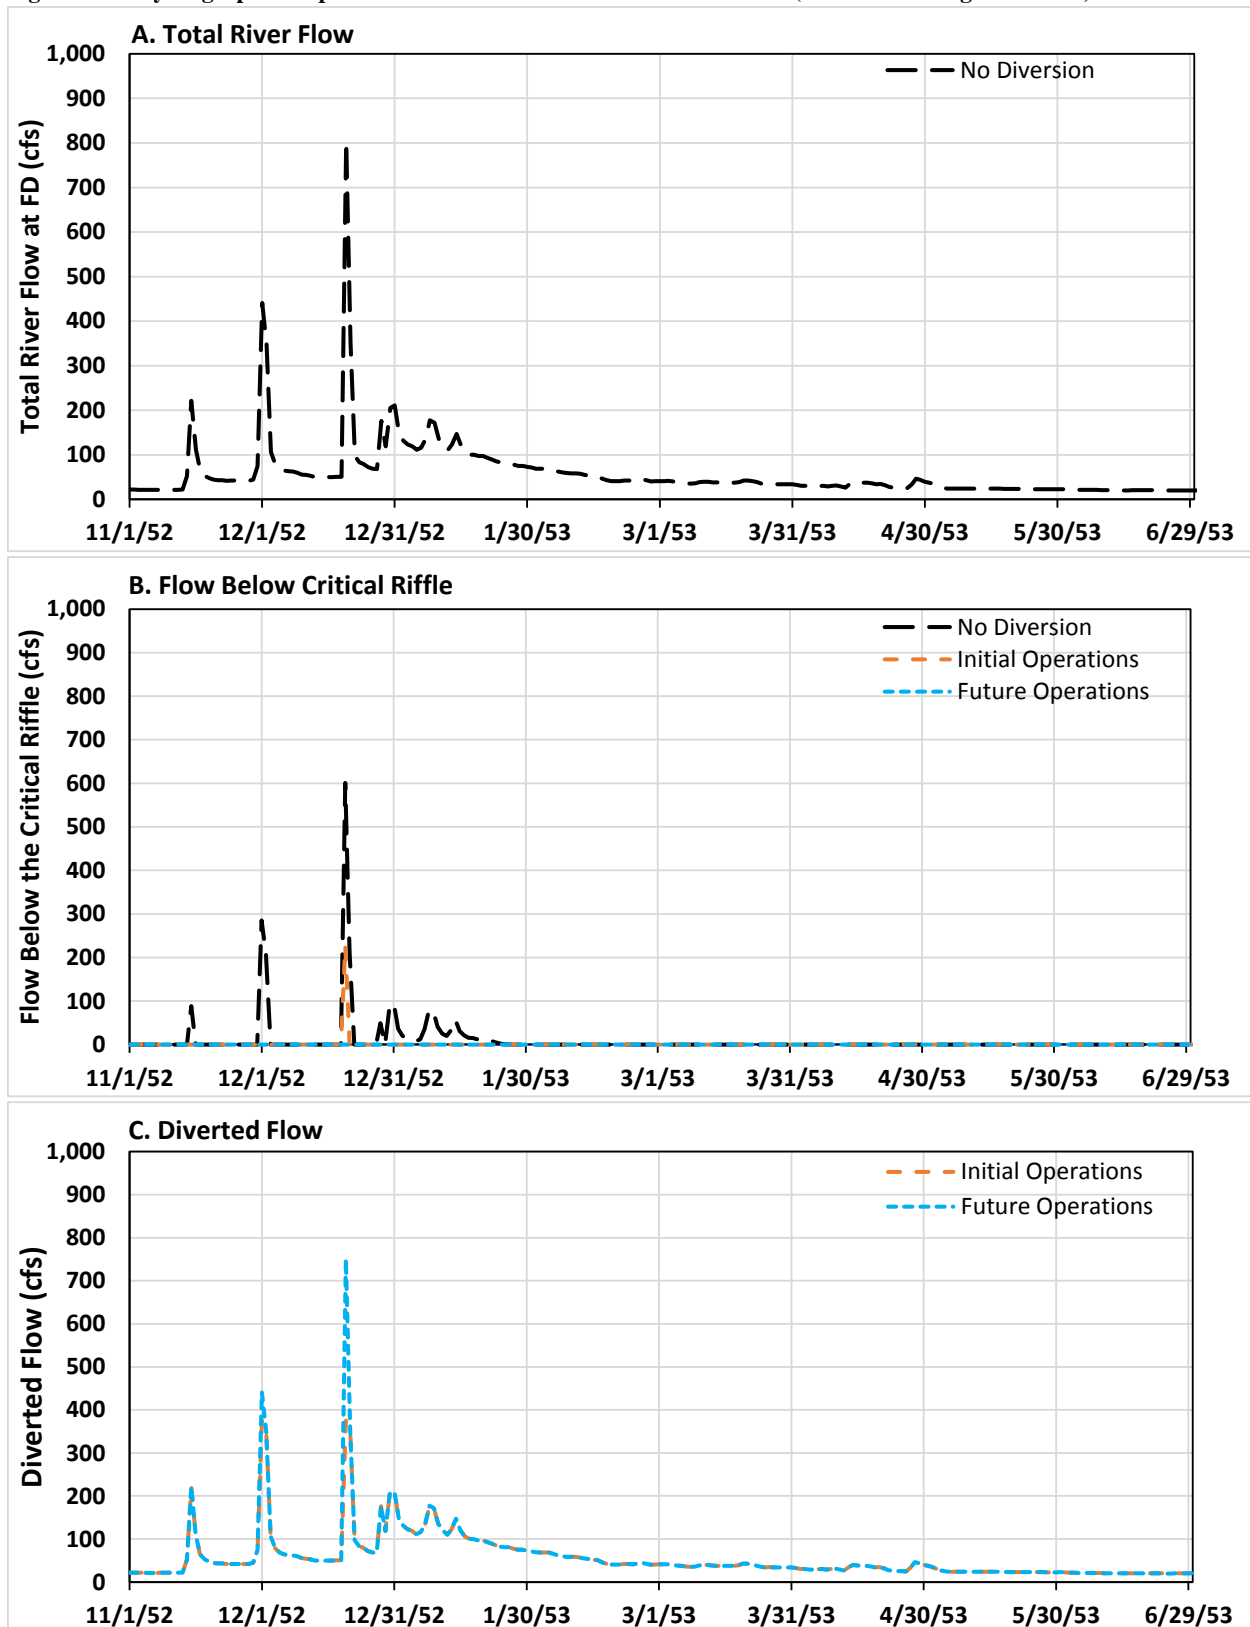 A. Total River Flow
1,000
900
800
700
600
500
400
300
200
100
0
Total River Flow at FD (cfs)
No Diversion
11/1/52 12/1/52 12/31/52 1/30/53 3/1/53 3/31/53 4/30/53 5/30/53 6/29/53
B. Flow Below Critical Riffle
1,000
900
800
700
600
500
400
300
200
100
0
Flow Below the Critical Riffle (cfs)
No Diversion
Initial Operations
Future Operations
11/1/52 12/1/52 12/31/52 1/30/53 3/1/53 3/31/53 4/30/53 5/30/53 6/29/53
C. Diverted Flow
1,000
900
800
700
600
500
400
300
200
100
0
Diverted Flow (cfs)
Initial Operations
Future Operations
11/1/52 12/1/52 12/31/52 1/30/53 3/1/53 3/31/53 4/30/53 5/30/53 6/29/53